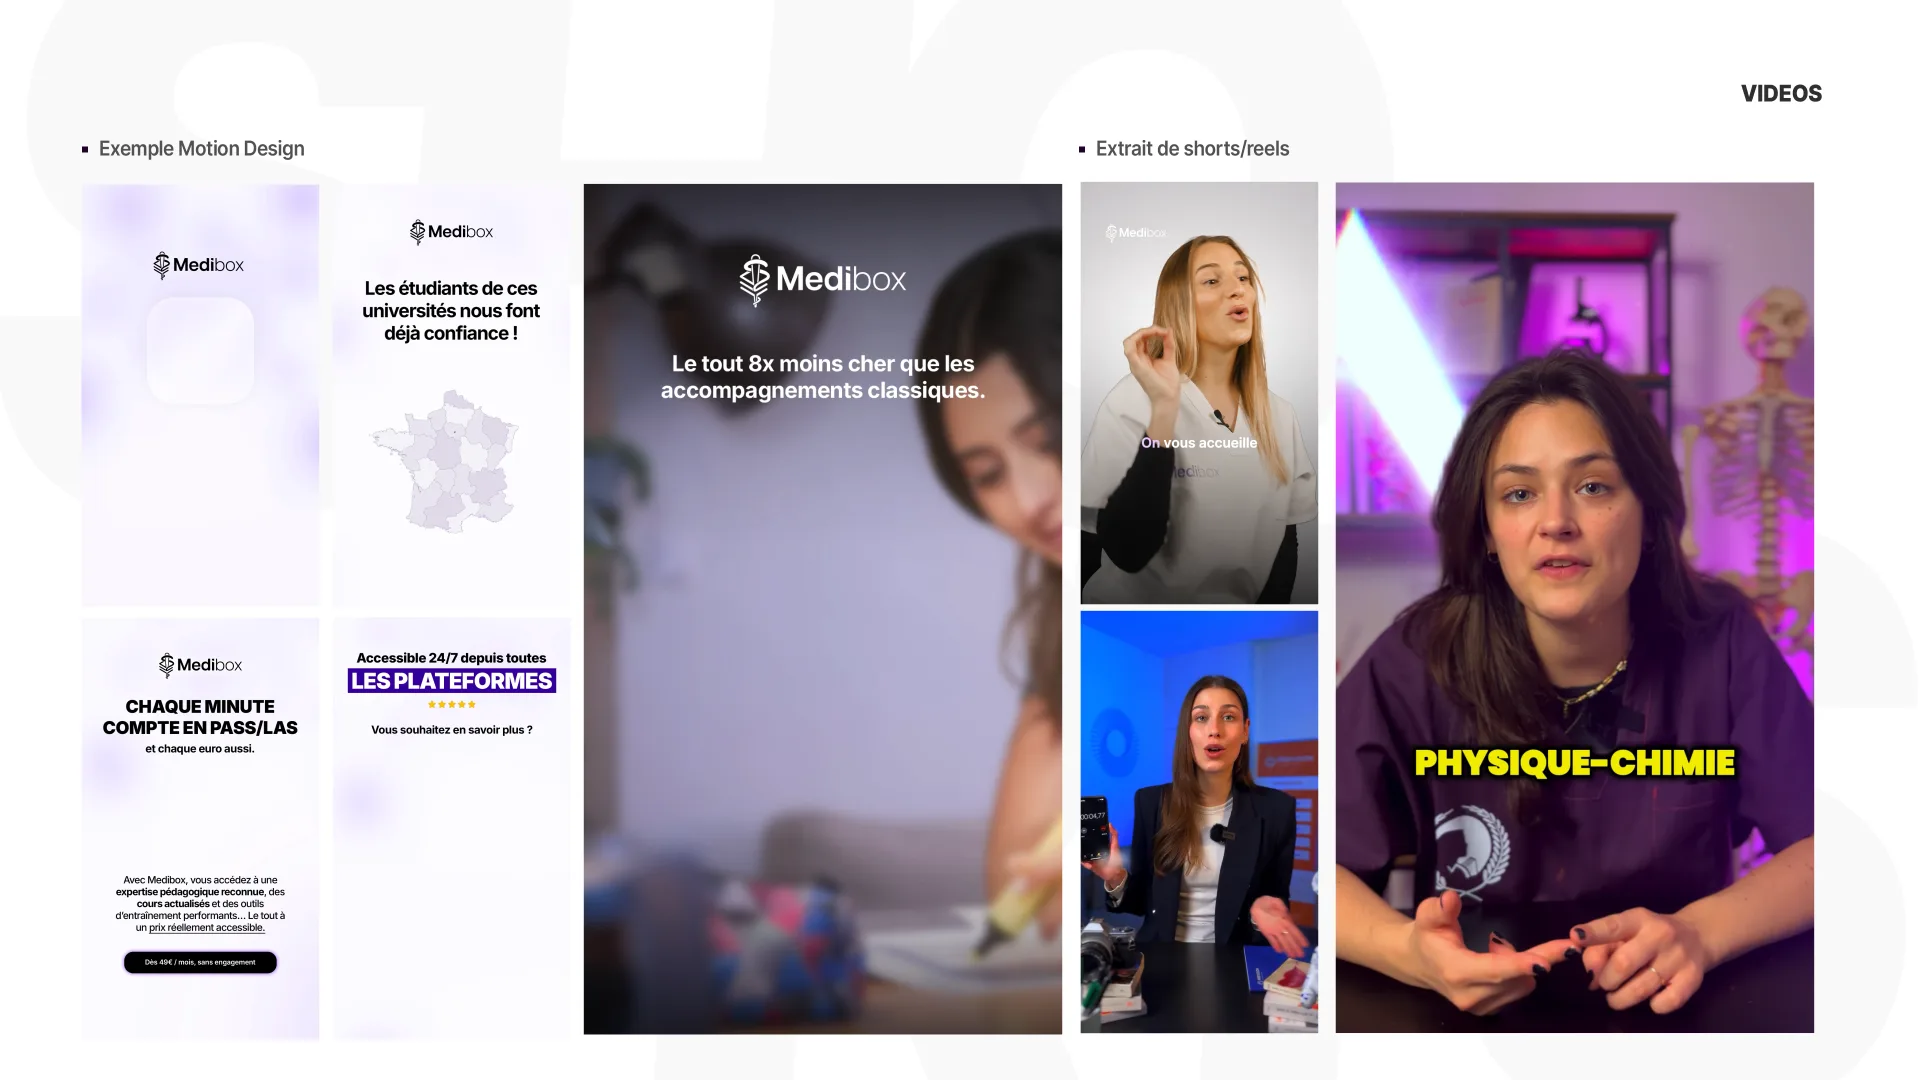 VIDEOS
Exemple Motion Design
Medibox
Medibox
Les étudiants de ces
universités nous font
déjà confiance !
Medibox
CHAQUE MINUTE
COMPTE EN PASS/LAS
et chaque euro aussi.
Avec Medibox, vous accédez à une
expertise pédagogique reconnue, des
cours actualisés et des outils
d'entraînement performants... Le tout à
un prix réellement accessible.
Dès 49€ / mois, sans engagement
Accessible 24/7 depuis toutes
LES PLATEFORMES
Vous souhaitez en savoir plus ?
Medibox
Le tout 8x moins cher que les
accompagnements classiques.
Extrait de shorts/reels
Medibox
On vous accueille
Medibox
PHYSIQUE-CHIMIE